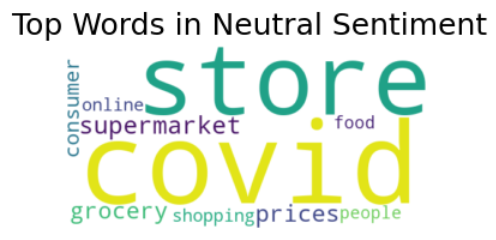 Top Words in Neutral Sentiment
consumer
store
online
supermarket
food
covid
grocery
shopping
prices
people